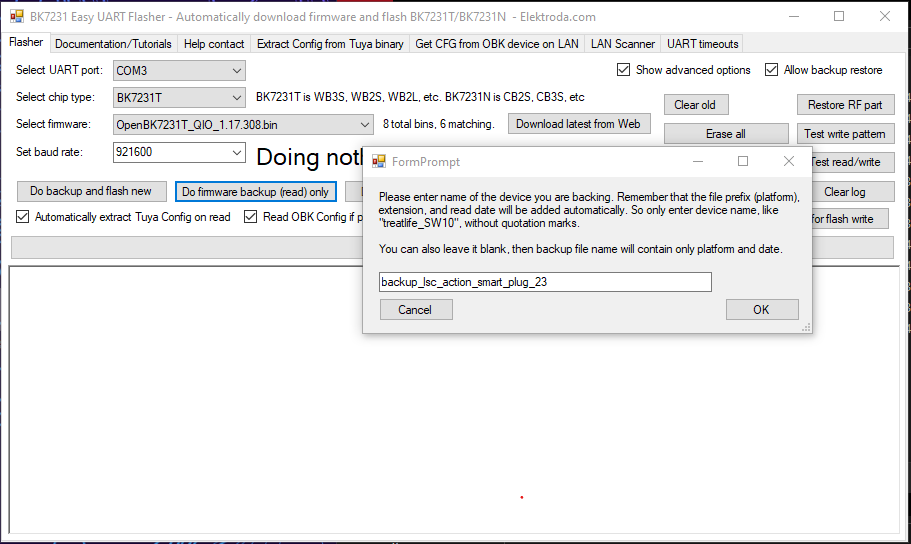 BK7231 Easy UART Flasher - Automatically download firmware and flash BK7231T/BK7231N - Elektroda.com
Flasher Documentation/Tutorials Help contact Extract Config from Tuya binary Get CFG from OBK device on LAN LAN Scanner UART timeouts
Select UART port: COM3 Show advanced options Allow backup restore
Select chip type: BK7231T BK7231T is WB3S, WB2S, WB2L, etc. BK7231N is CB2S, CB3S, etc Clear old Restore RF part
Select firmware: OpenBK7231T_QIO_1.17.308.bin 8 total bins, 6 matching. Download latest from Web Erase all Test write pattern
Set baud rate: 921600 Doing Test read/write
Do backup and flash new Do firmware backup (read) only Clear log
Automatically extract Tuya Config on read Read OBK Config if for flash write
FormPrompt
Please enter name of the device you are backing. Remember that the file prefix (platform),
extension, and read date will be added automatically. So only enter device name, like
"treatlife_SW10", without quotation marks.
You can also leave it blank, then backup file name will contain only platform and date.
backup_lsc_action_smart_plug_23
Cancel OK